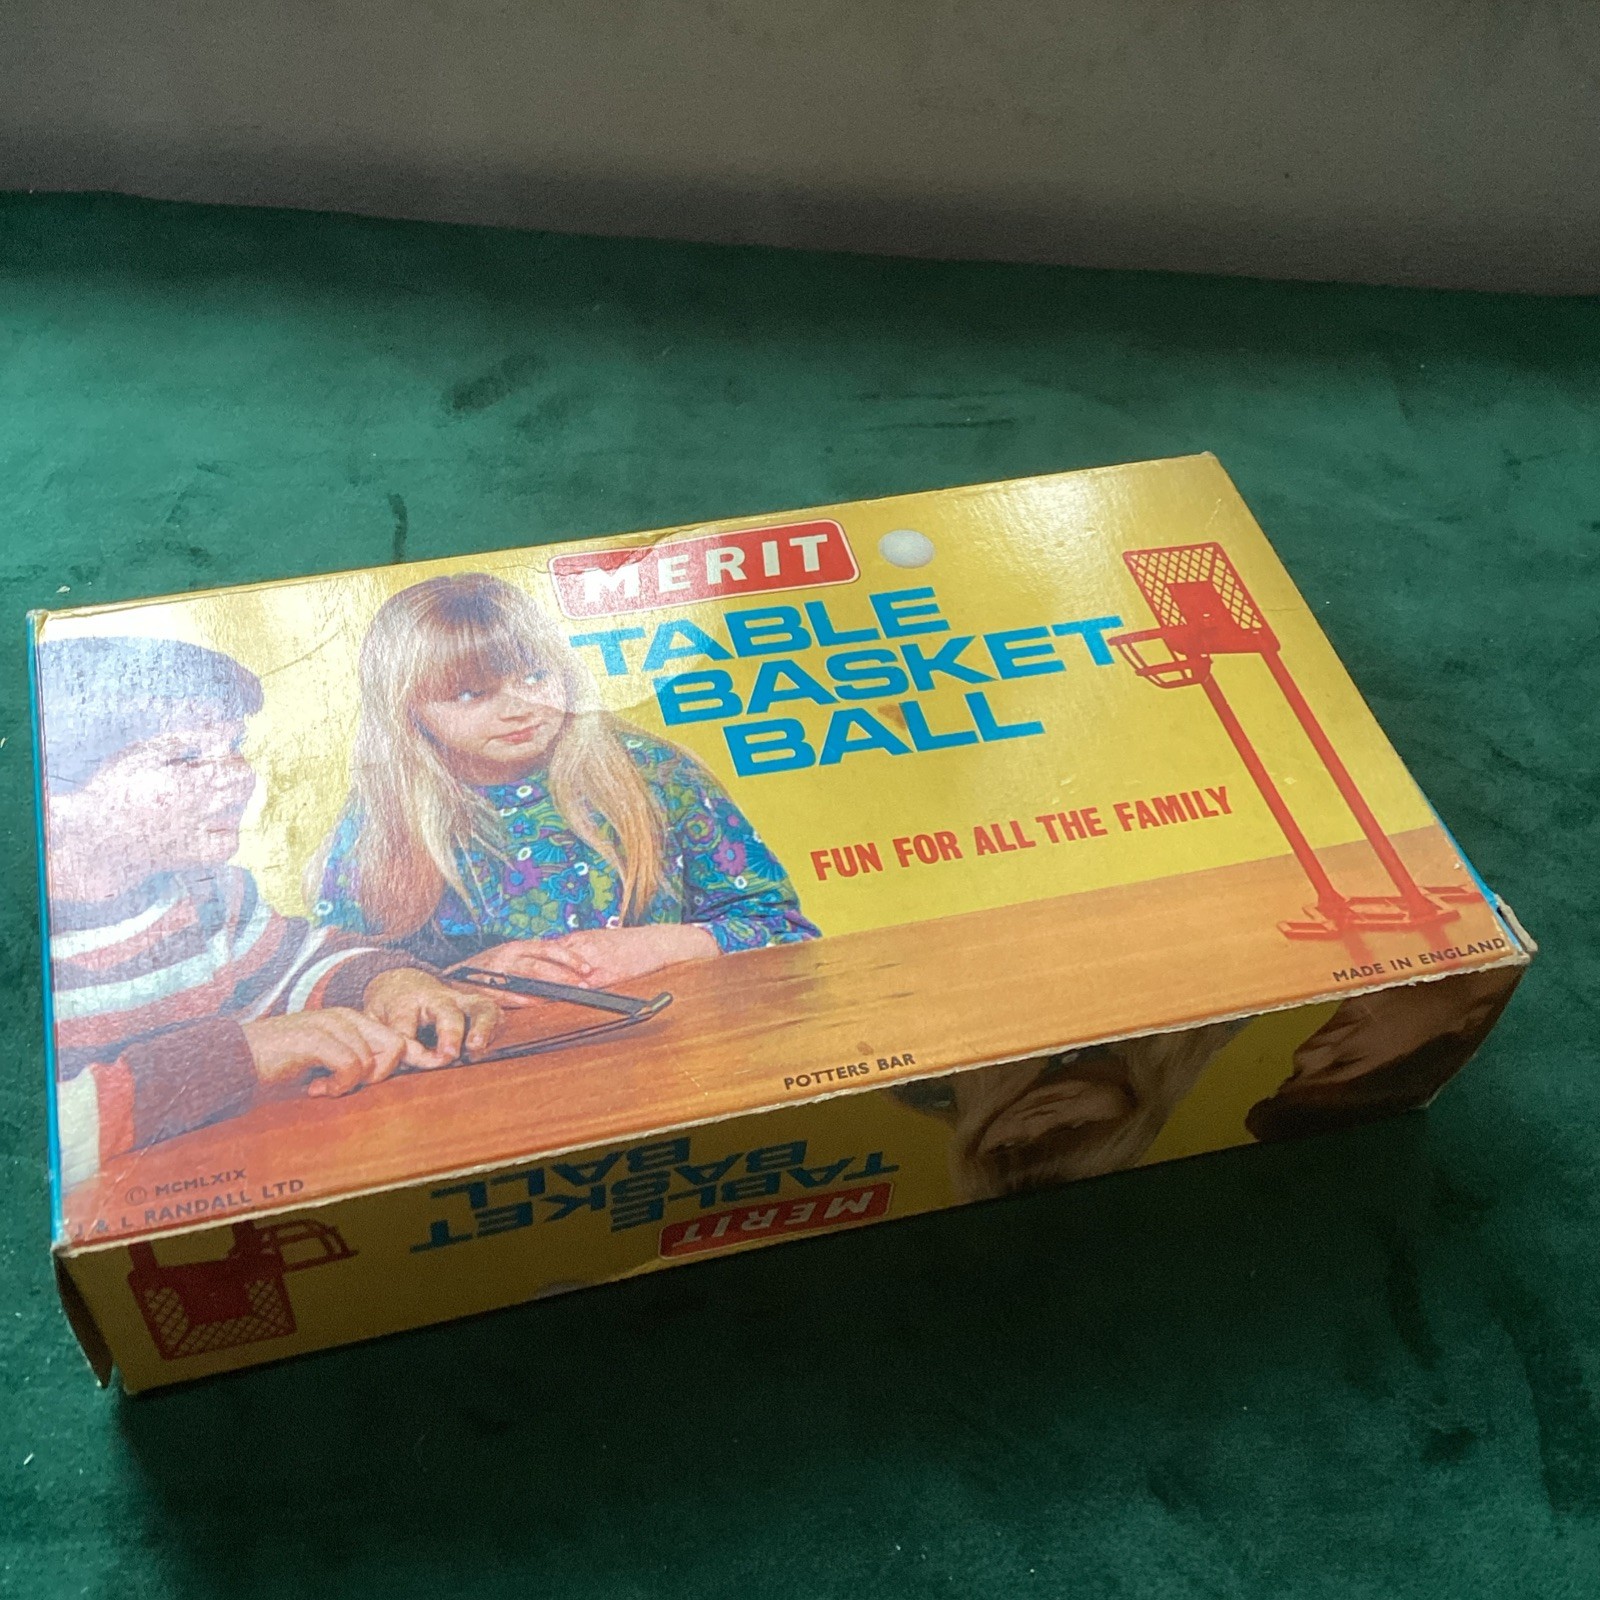 MERIT
TABLE
BASKET
BALL
FUN FOR ALL THE FAMILY
MADE IN ENGLAND
POTTERS BAR
© MCMLXIX
J & L RANDALL LTD
MERIT
TABLE
BASKET
BALL